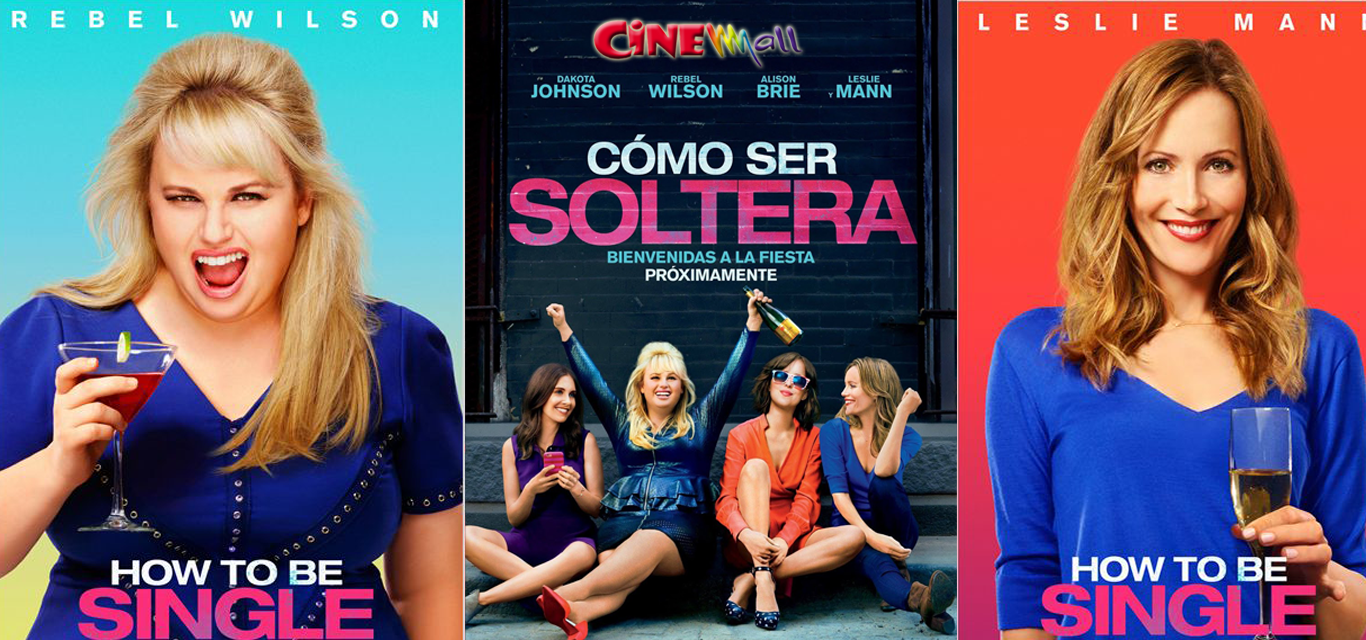 REBEL WILSON
HOW TO BE
SINGLE
CiNEMall
DAKOTA JOHNSON REBEL WILSON ALISON BRIE Y LESLIE MANN
CÓMO SER
SOLTERA
BIENVENIDAS A LA FIESTA
PRÓXIMAMENTE
LESLIE MAN
HOW TO BE
SINGLE